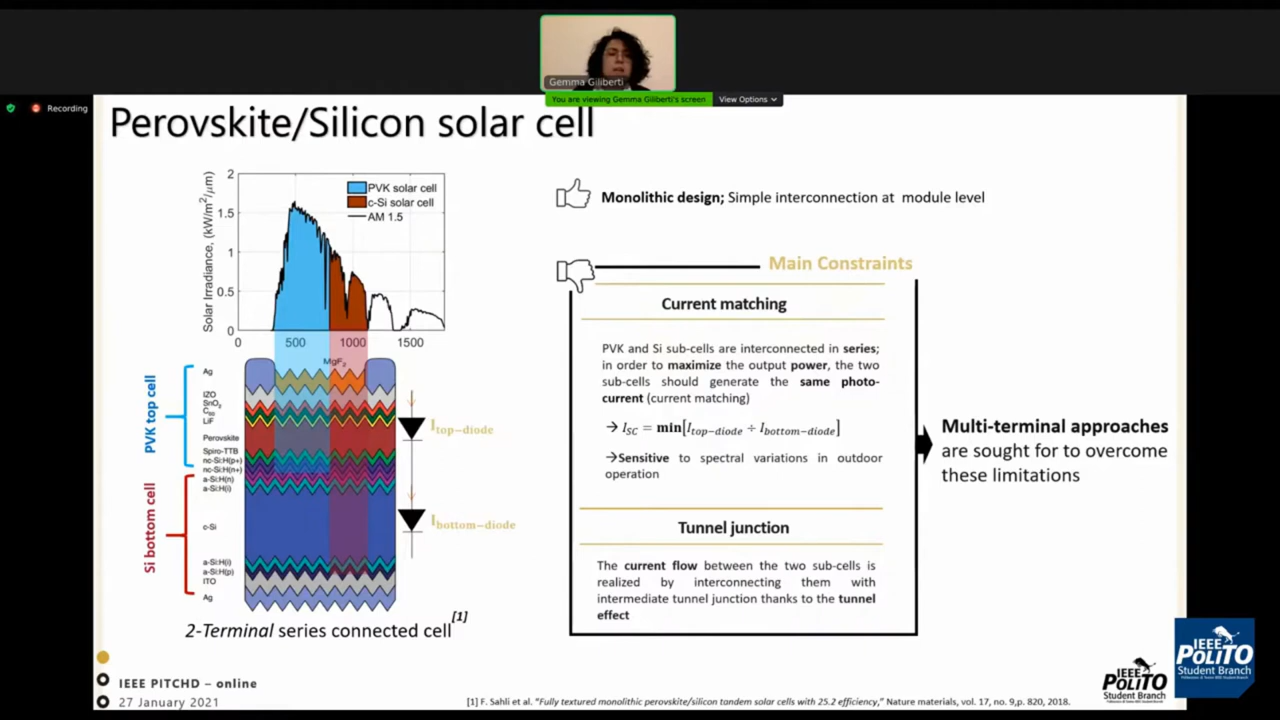 Gemma Giliberti
You are viewing Gemma Giliberti's screen
View Options
Recording
Perovskite/Silicon solar cell
Solar Irradiance, (kW/m²/μm)
2
1.5
1
0.5
0
PVK solar cell
c-Si solar cell
AM 1.5
0
500
1000
1500
MgF₂
PVK top cell
Si bottom cell
Ag
IZO
SnO₂
C₆₀
LiF
Perovskite
Spiro-TTB
nc-Si:H(p+)
nc-Si:H(n+)
a-Si:H(n)
a-Si:H(i)
c-Si
a-Si:H(i)
a-Si:H(p)
ITO
Ag
I top−diode
I bottom−diode
2-Terminal series connected cell [1]
Monolithic design; Simple interconnection at module level
Main Constraints
Current matching
PVK and Si sub-cells are interconnected in series;
in order to maximize the output power, the two
sub-cells should generate the same photo-
current (current matching)
→ I_SC = min[I_top−diode ÷ I_bottom−diode]
→Sensitive to spectral variations in outdoor
operation
Tunnel junction
The current flow between the two sub-cells is
realized by interconnecting them with
intermediate tunnel junction thanks to the tunnel
effect
Multi-terminal approaches
are sought for to overcome
these limitations
IEEE PITCHD – online
27 January 2021
[1] F. Sahli et al. “Fully textured monolithic perovskite/silicon tandem solar cells with 25.2 efficiency,” Nature materials, vol. 17, no. 9,p. 820, 2018.
IEEE
POLITO
Student Branch
IEEE
POLITO
Student Branch